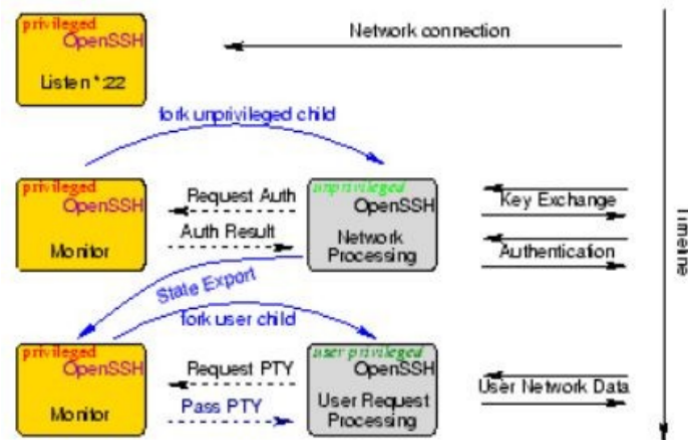 privileged
OpenSSH
Listen *:22
Network connection
fork unprivileged child
privileged
OpenSSH
Monitor
Request Auth
Auth Result
unprivileged
OpenSSH
Network
Processing
Key Exchange
Authentication
State Export
fork user child
privileged
OpenSSH
Monitor
Request PTY
Pass PTY
user privileged
OpenSSH
User Request
Processing
User Network Data
Timeline